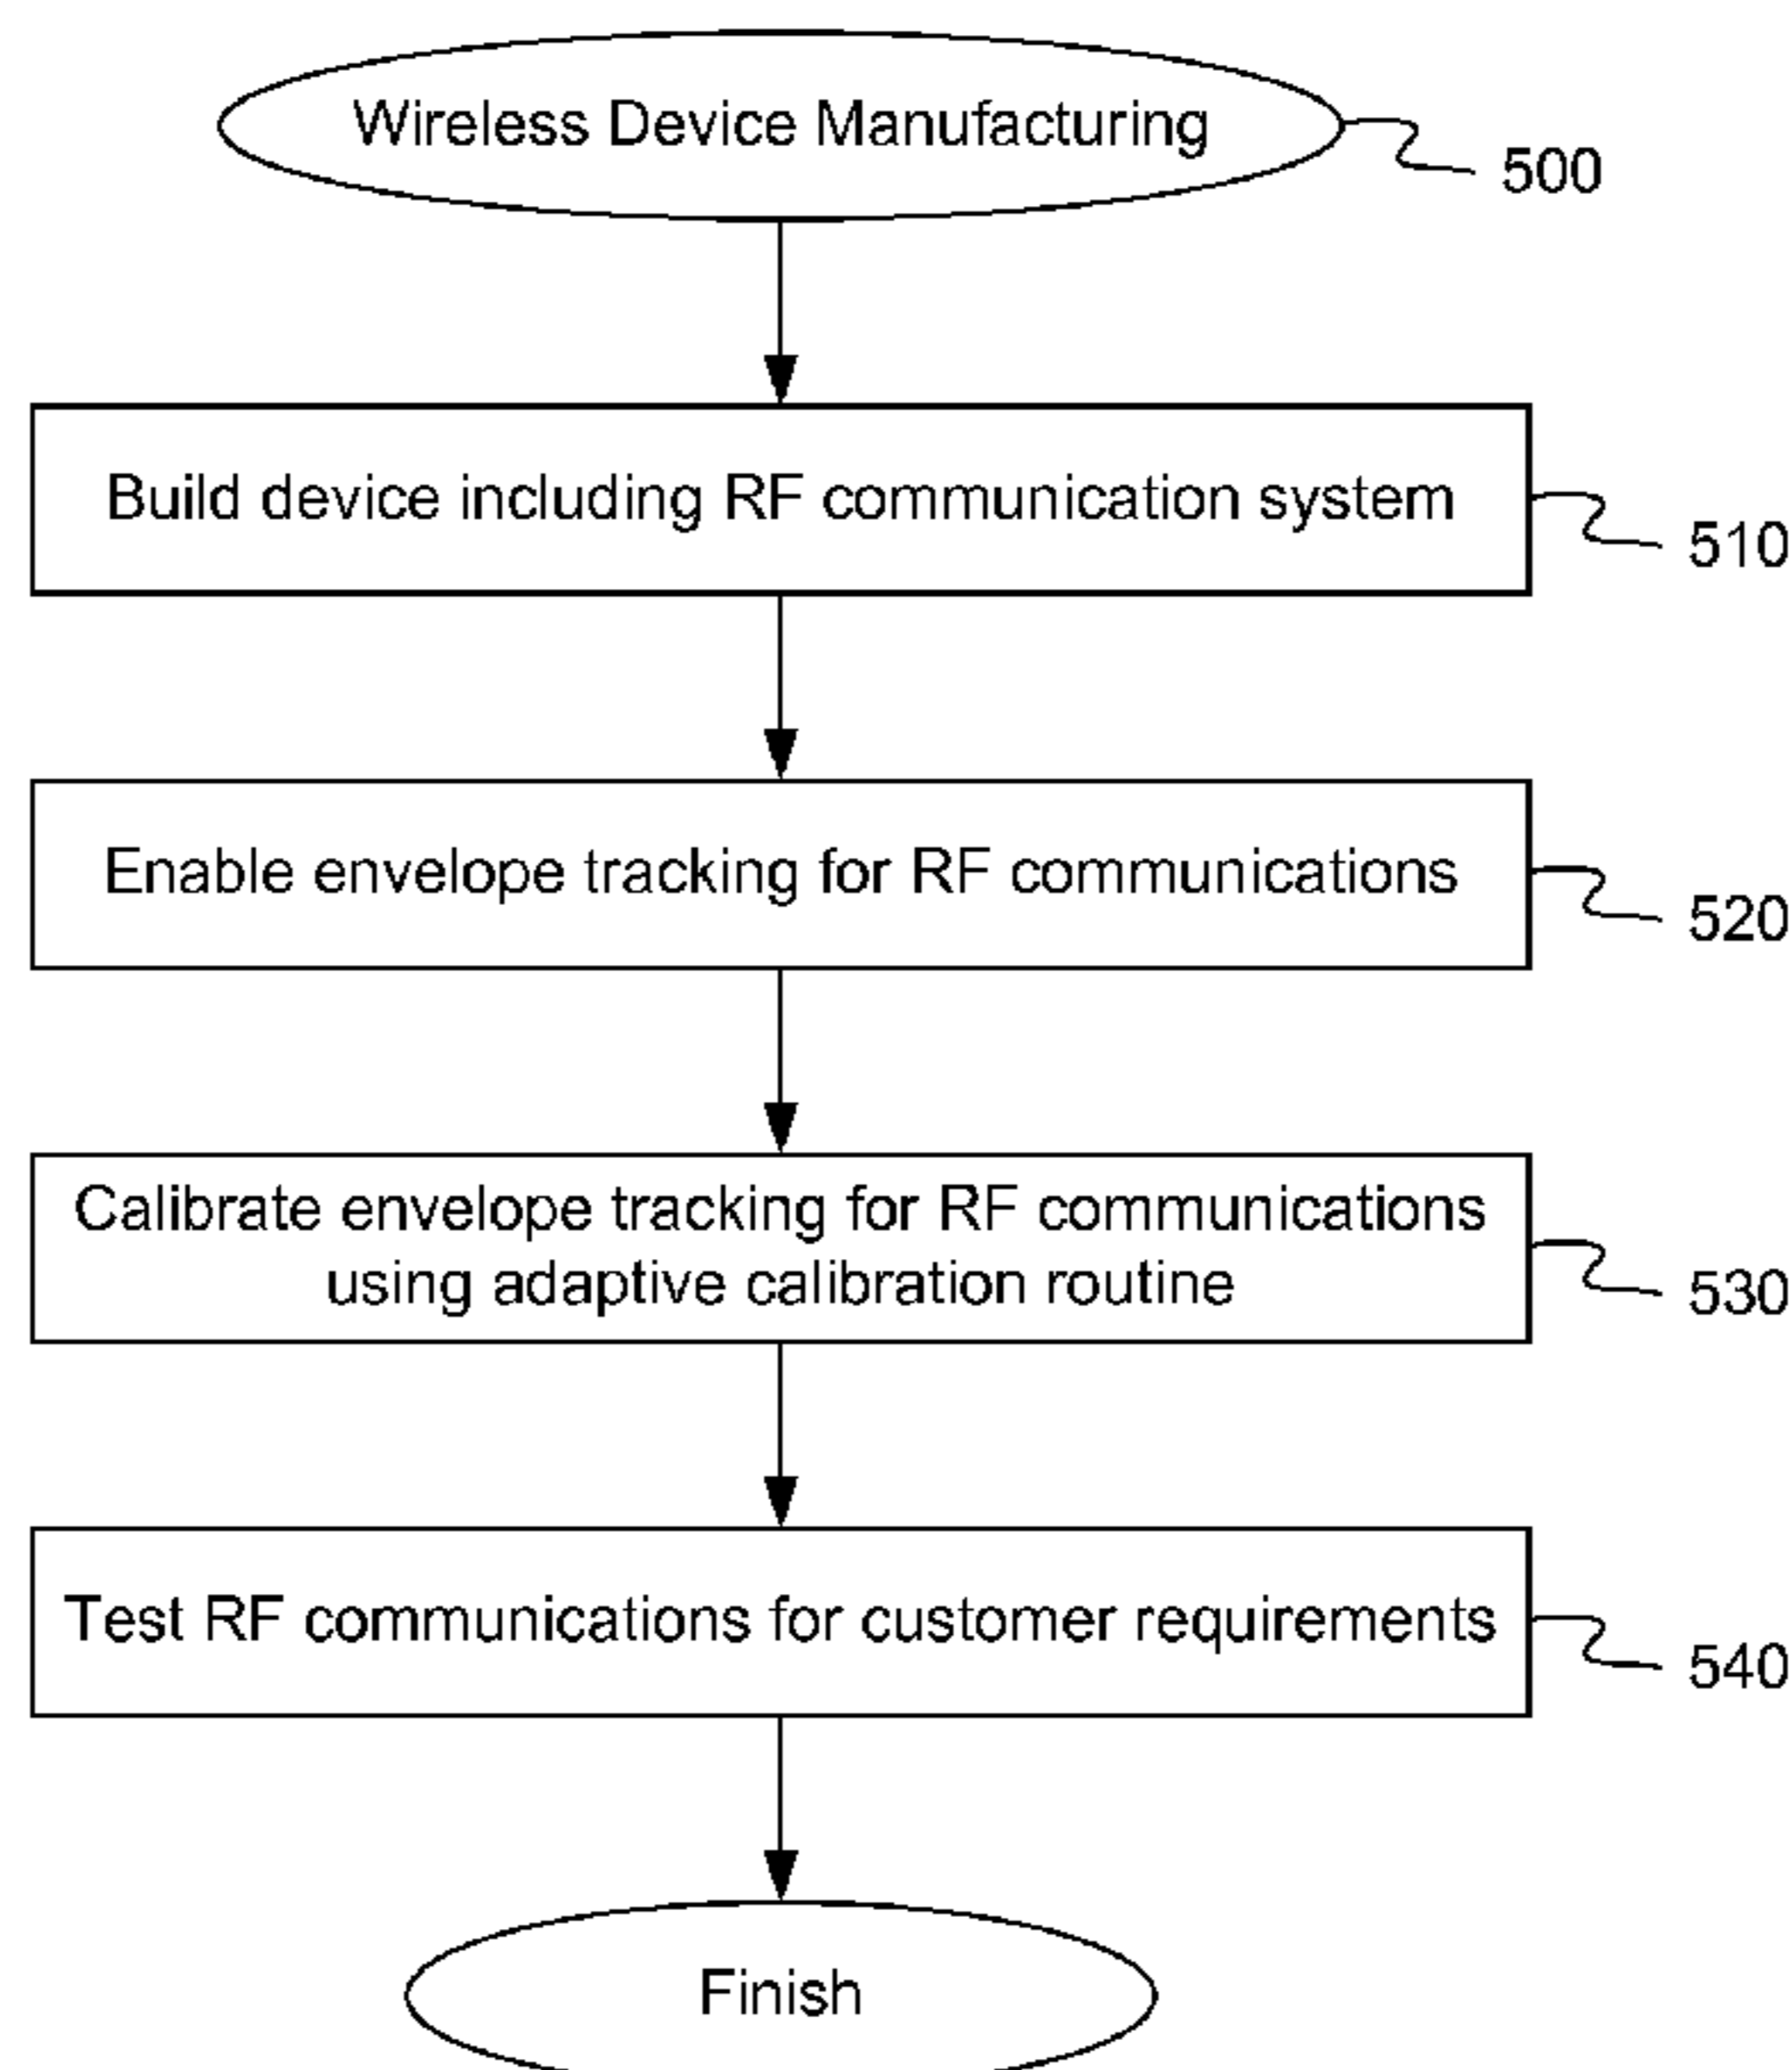 Wireless Device Manufacturing
500
Build device including RF communication system
510
Enable envelope tracking for RF communications
520
Calibrate envelope tracking for RF communications
using adaptive calibration routine
530
Test RF communications for customer requirements
540
Finish